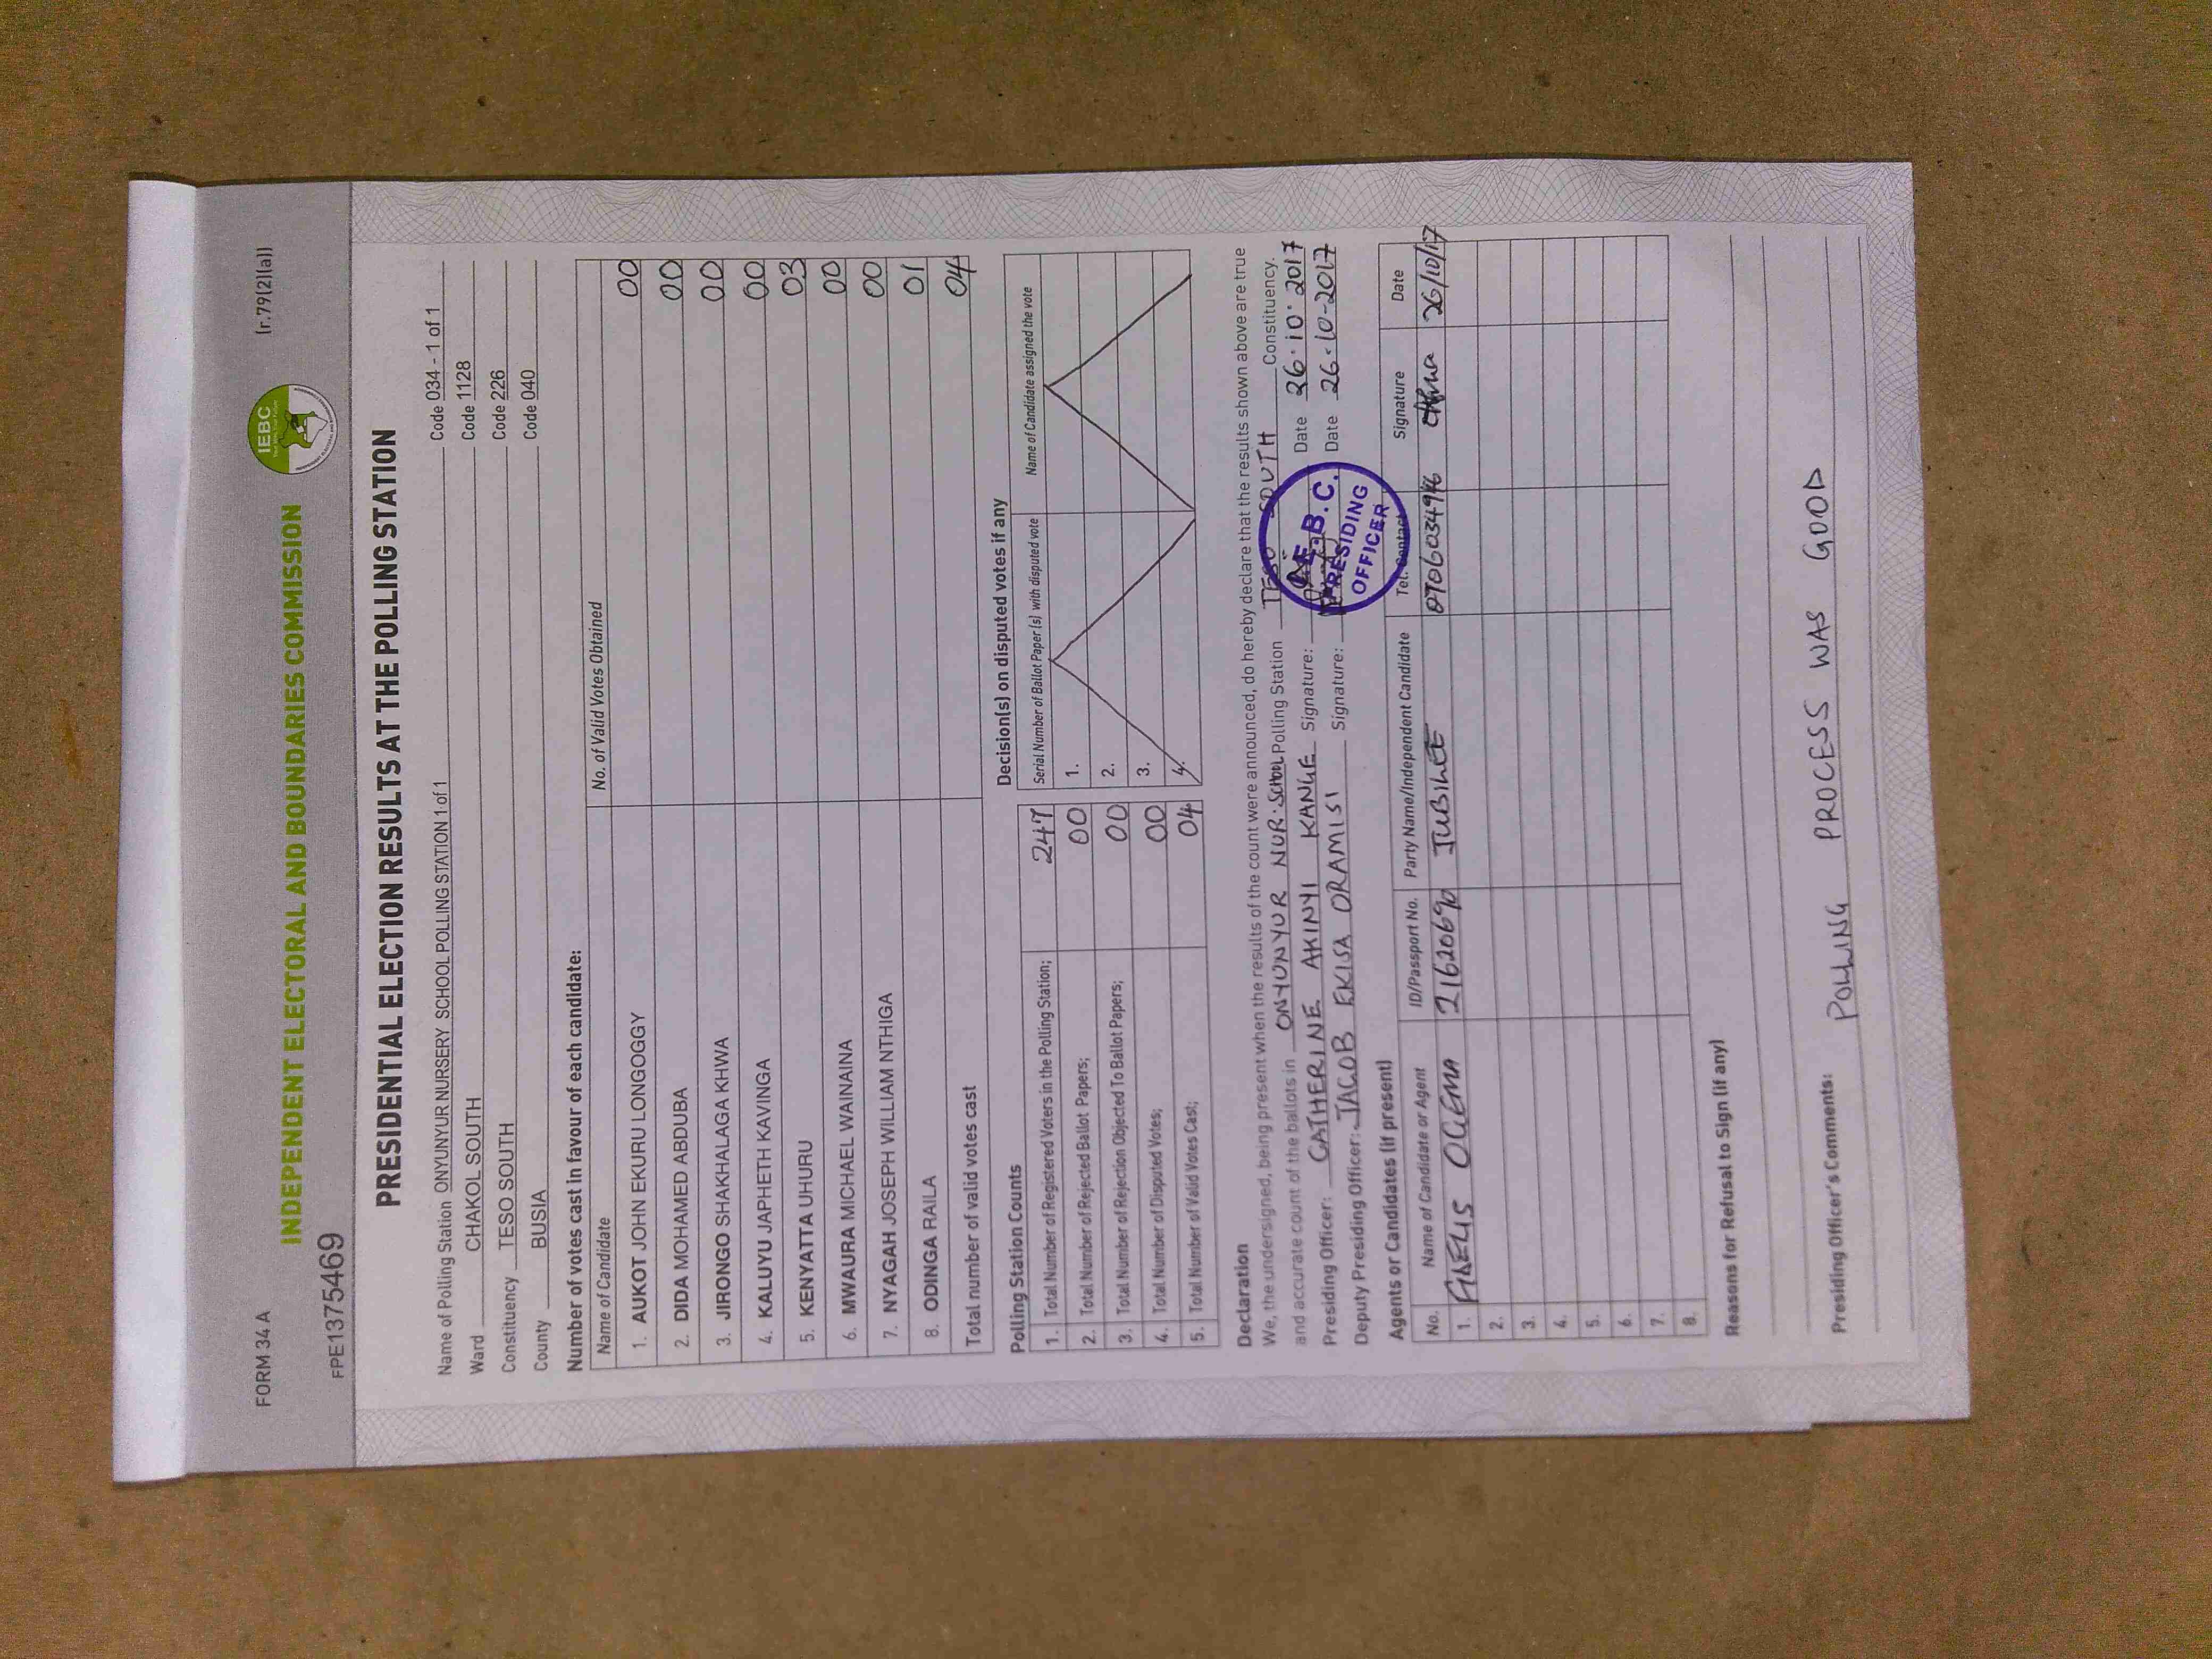 FORM 34 A
(r.79(2)(a))
INDEPENDENT ELECTORAL AND BOUNDARIES COMMISSION
IEBC
FPE1375469
PRESIDENTIAL ELECTION RESULTS AT THE POLLING STATION
Name of Polling Station ONYUNYUR NURSERY SCHOOL POLLING STATION 1 of 1 Code 034 - 1 of 1
Ward CHAKOL SOUTH Code 1128
Constituency TESO SOUTH Code 226
County BUSIA Code 040
Number of votes cast in favour of each candidate:
Name of Candidate No. of Valid Votes Obtained
1. AUKOT JOHN EKURU LONGOGGY 00
2. DIDA MOHAMED ABDUBA 00
3. JIRONGO SHAKHALAGA KHWA 00
4. KALUYU JAPHETH KAVINGA 00
5. KENYATTA UHURU 03
6. MWAURA MICHAEL WAINAINA 00
7. NYAGAH JOSEPH WILLIAM NTHIGA 00
8. ODINGA RAILA 01
Total number of valid votes cast 04
Polling Station Counts
1. Total Number of Registered Voters in the Polling Station; 247
2. Total Number of Rejected Ballot Papers; 00
3. Total Number of Rejection Objected To Ballot Papers; 00
4. Total Number of Disputed Votes; 00
5. Total Number of Valid Votes Cast; 04
Decision(s) on disputed votes if any
Serial Number of Ballot Paper (s) with disputed vote Name of Candidate assigned the vote
1.
2.
3.
4.
Declaration
We, the undersigned, being present when the results of the count were announced, do hereby declare that the results shown above are true
and accurate count of the ballots in ONYUNYUR NUR. SCHOOL Polling Station TESO SOUTH Constituency.
Presiding Officer: CATHERINE AKINYI KANGE Signature: Date 26.10.2017
Deputy Presiding Officer: JACOB EKISA ORAMISI Signature: Date 26-10-2017
I.E.B.C.
PRESIDING
OFFICER
Agents or Candidates (if present)
No. Name of Candidate or Agent ID/Passport No. Party Name/Independent Candidate Tel. Contact Signature Date
1. OGEMA 21620690 JUBILEE 0706034946 26/10/17
2.
3.
4.
5.
6.
7.
8.
Reasons for Refusal to Sign (if any)
Presiding Officer's Comments: POLLING PROCESS WAS GOOD